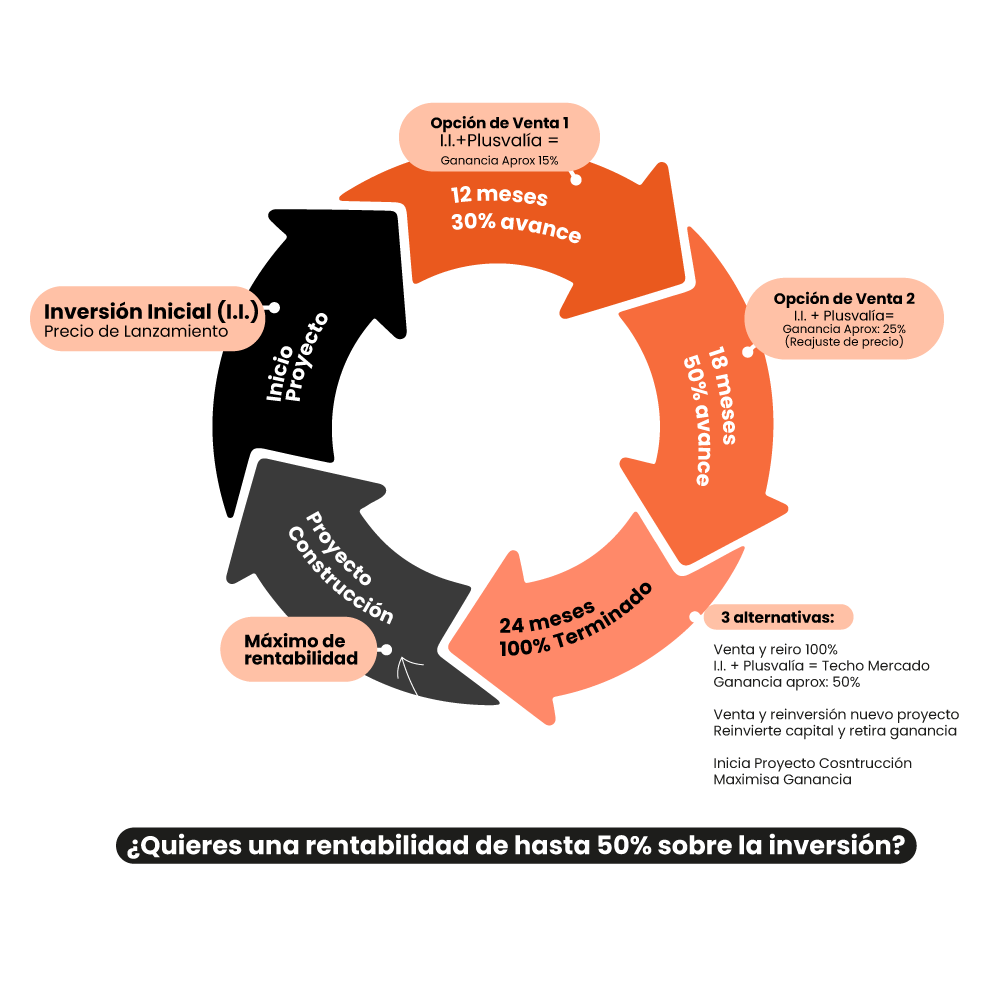 Opción de Venta 1
I.I.+Plusvalía =
Ganancia Aprox 15%
12 meses
30% avance
Inversión Inicial (I.I.)
Precio de Lanzamiento
Inicio
Proyecto
Opción de Venta 2
I.I. + Plusvalía=
Ganancia Aprox: 25%
(Reajuste de precio)
18 meses
50% avance
Proyecto
Construcción
24 meses
100% Terminado
Máximo de
rentabilidad
3 alternativas:
Venta y reiro 100%
I.I. + Plusvalía = Techo Mercado
Ganancia aprox: 50%
Venta y reinversión nuevo proyecto
Reinvierte capital y retira ganancia
Inicia Proyecto Cosntrucción
Maximisa Ganancia
¿Quieres una rentabilidad de hasta 50% sobre la inversión?